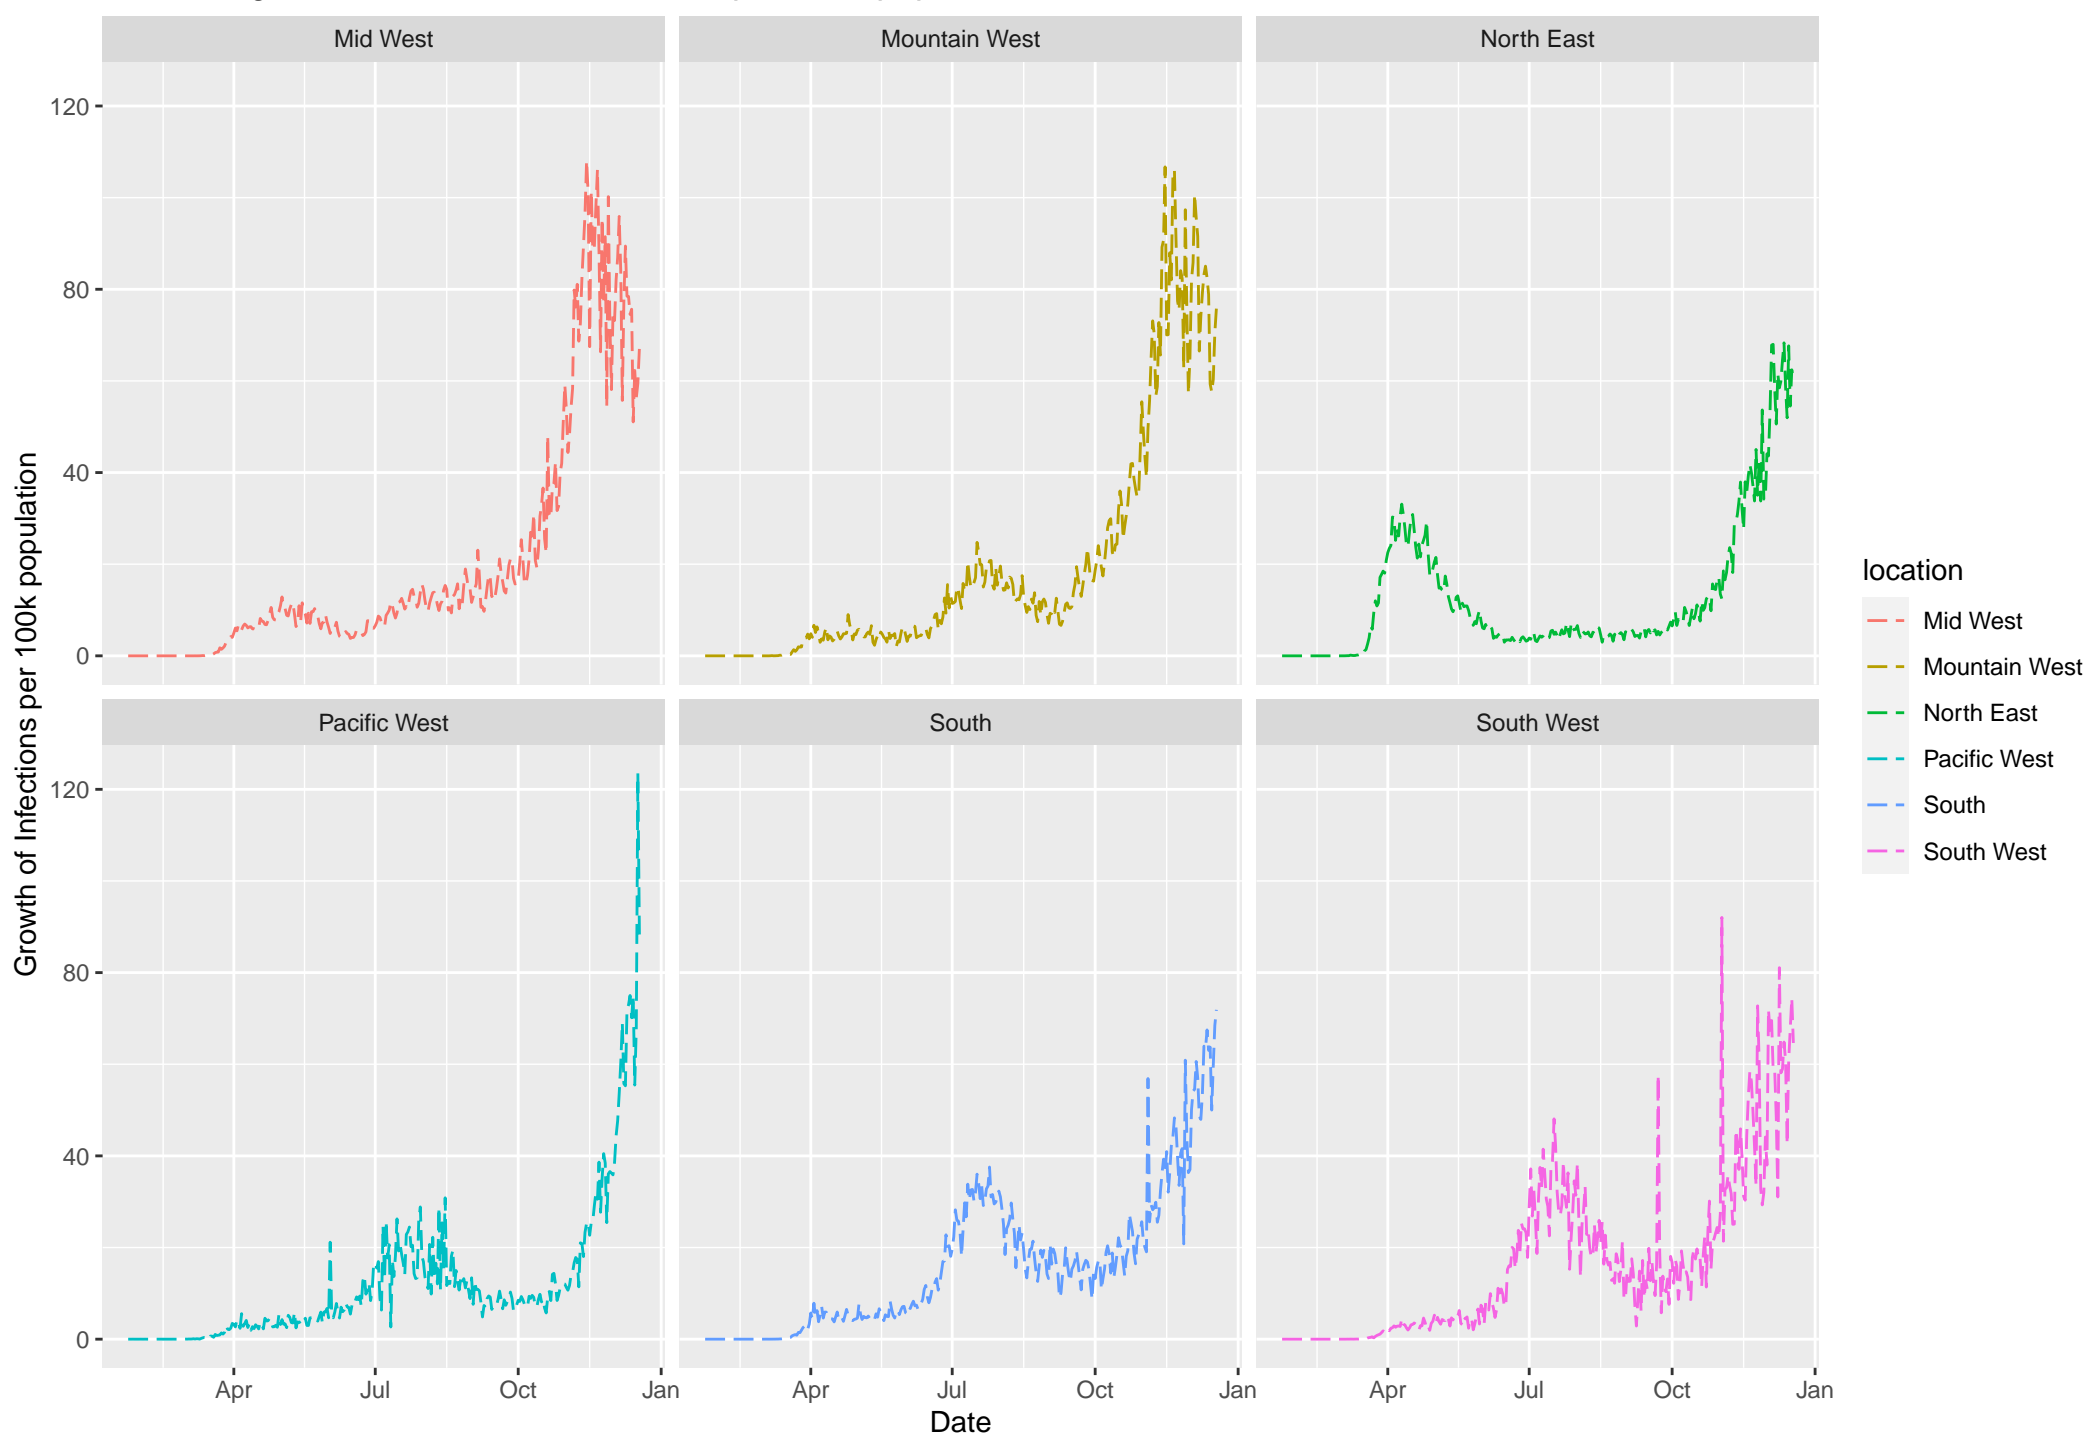 Mid West
Mountain West
North East
120
80
40
0
Growth of Infections per 100k population
Pacific West
South
South West
120
80
40
0
Apr Jul Oct Jan
Apr Jul Oct Jan
Apr Jul Oct Jan
Date
location
Mid West
Mountain West
North East
Pacific West
South
South West